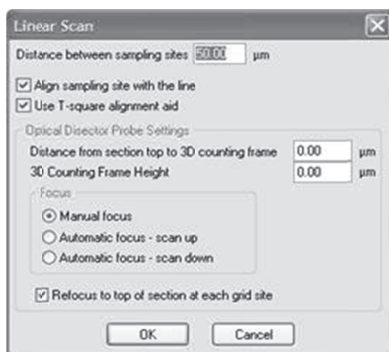 Linear Scan
Distance between sampling sites 50.00 µm
Align sampling site with the line
Use T-square alignment aid
Optical Disector Probe Settings
Distance from section top to 3D counting frame 0.00 µm
3D Counting Frame Height 0.00 µm
Focus
Manual focus
Automatic focus - scan up
Automatic focus - scan down
Refocus to top of section at each grid site
OK Cancel